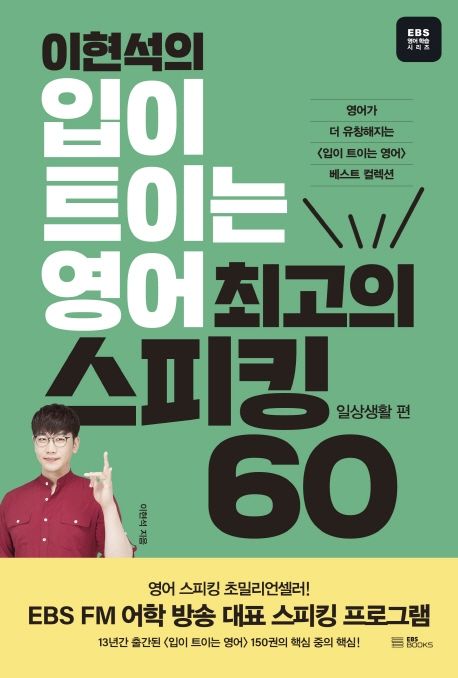 이현석의
입이
트이는
영어 최고의
스피킹
60
일상생활 편
EBS
영어 학습
시리즈
영어가
더 유창해지는
〈입이 트이는 영어〉
베스트 컬렉션
이현석 지음
영어 스피킹 초밀리언셀러!
EBS FM 어학 방송 대표 스피킹 프로그램
13년간 출간된 〈입이 트이는 영어〉 150권의 핵심 중의 핵심!
EBS
BOOKS